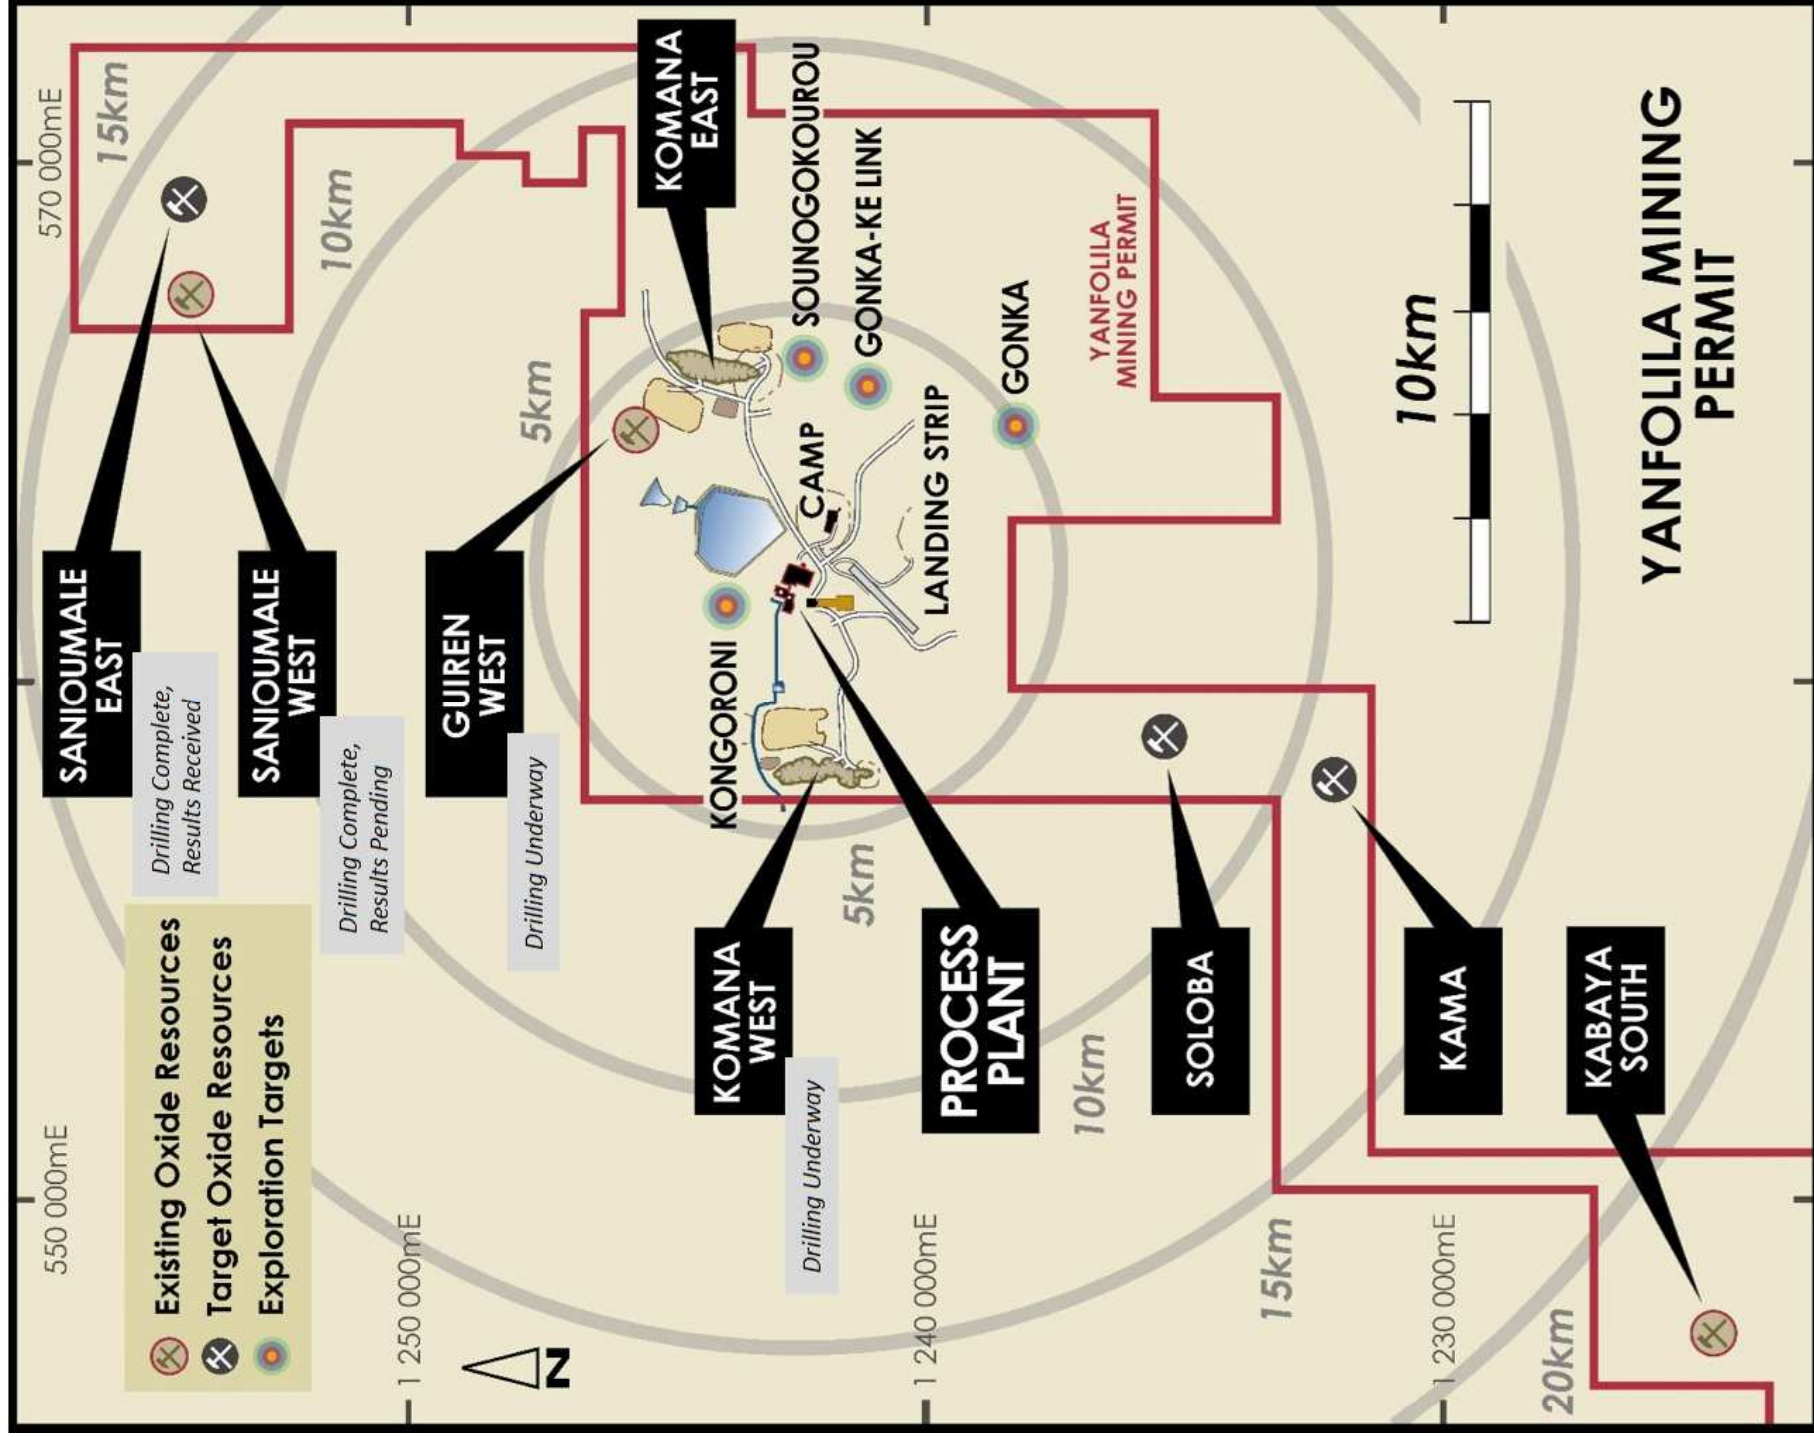 550 000mE
570 000mE
15km
SANIOUMALE
EAST
Drilling Complete,
Results Received
Existing Oxide Resources
Target Oxide Resources
Exploration Targets
SANIOUMALE
WEST
Drilling Complete,
Results Pending
10km
1 250 000mE
GUIREN
WEST
Drilling Underway
5km
N
KOMANA
EAST
KONGORONI
SOUNOGOKOUROU
CAMP
GONKA-KE LINK
KOMANA
WEST
Drilling Underway
5km
LANDING STRIP
1 240 000mE
PROCESS
PLANT
GONKA
10km
YANFOLILA
MINING PERMIT
SOLOBA
15km
10km
KAMA
1 230 000mE
20km
KABAYA
SOUTH
YANFOLILA MINING
PERMIT